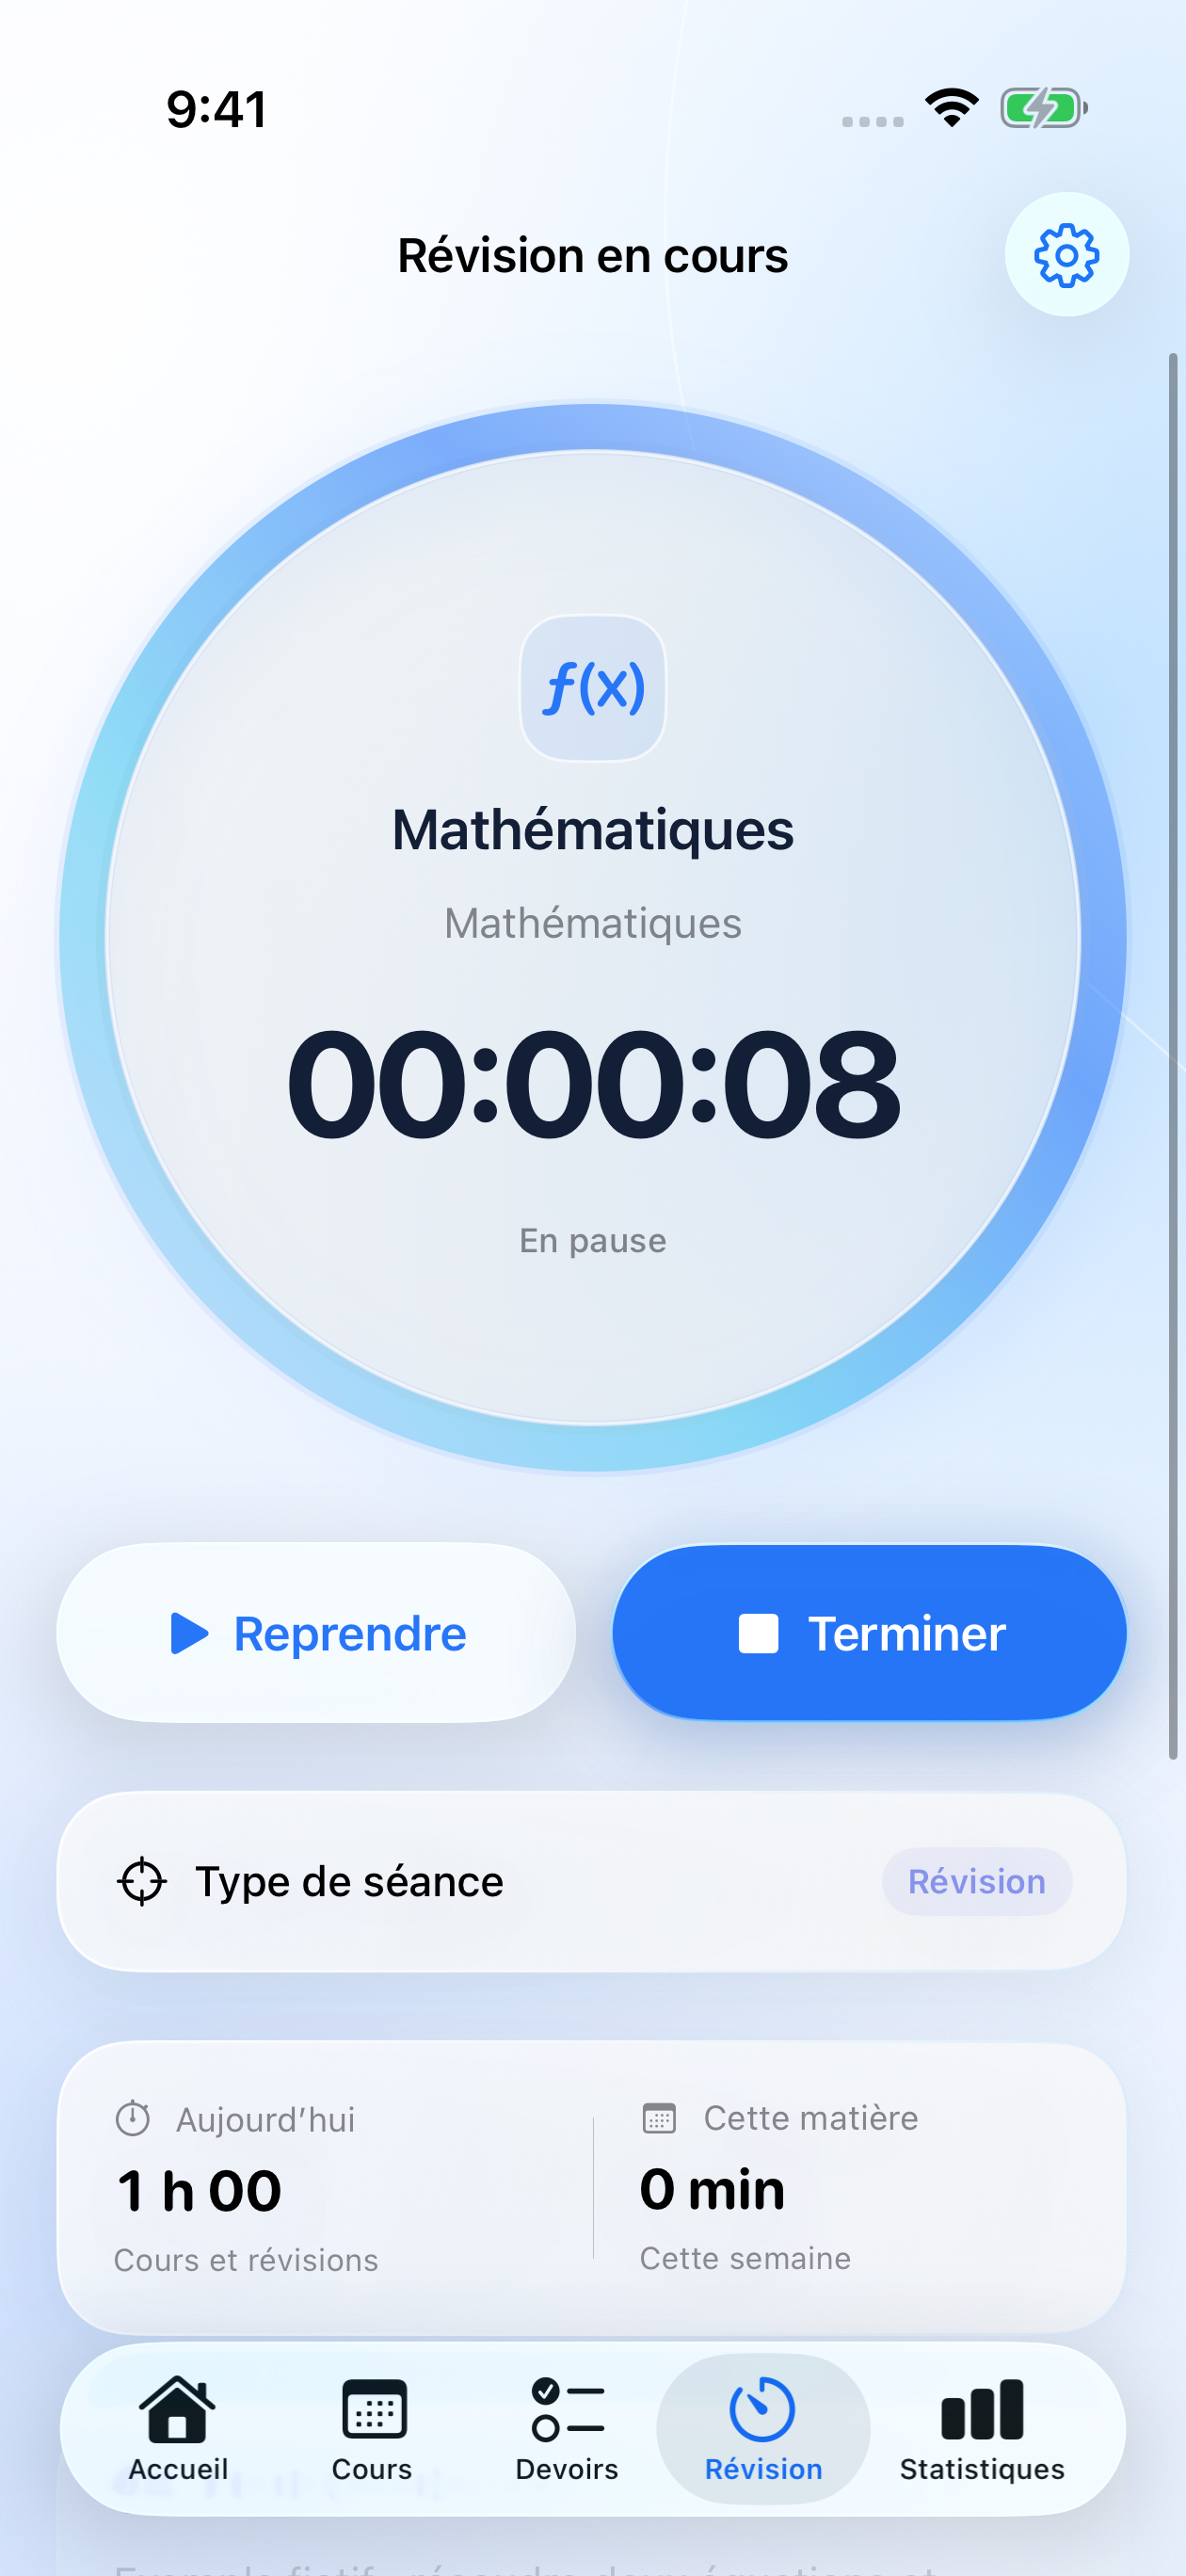 9:41
Révision en cours
f(x)
Mathématiques
Mathématiques
00:00:08
En pause
Reprendre
Terminer
Type de séance
Révision
Aujourd’hui
1 h 00
Cours et révisions
Cette matière
0 min
Cette semaine
Accueil
Cours
Devoirs
Révision
Statistiques